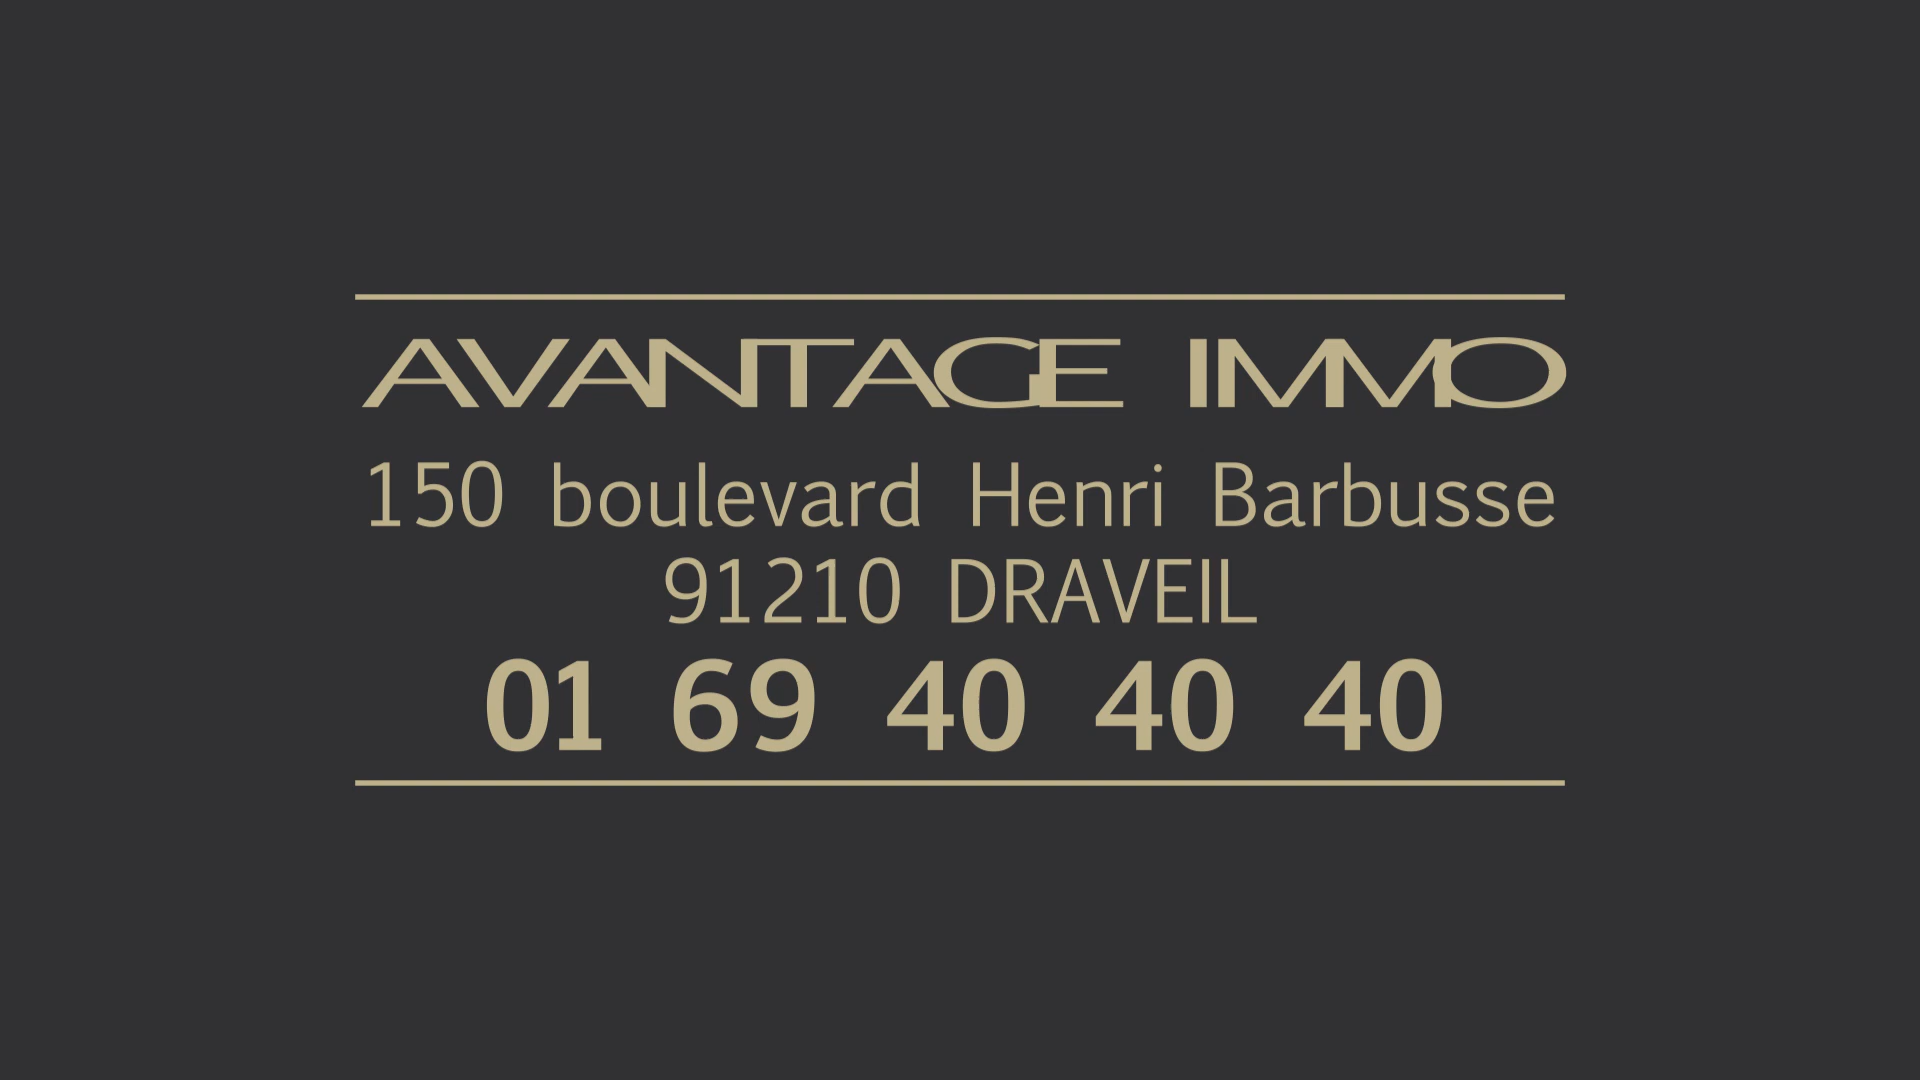 AVANTAGE IMMO
150 boulevard Henri Barbusse
91210 DRAVEIL
01 69 40 40 40